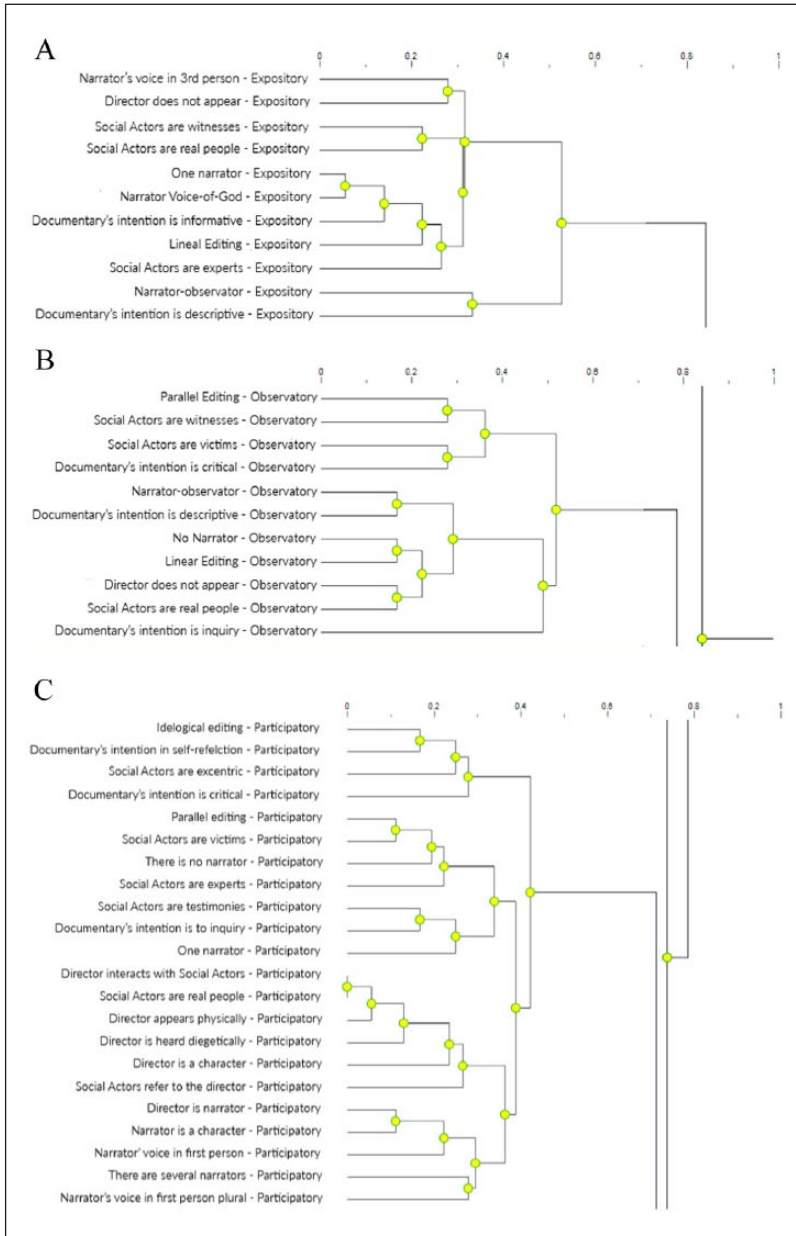 A
0 0.2 0.4 0.6 0.8 1
Narrator's voice in 3rd person - Expository
Director does not appear - Expository
Social Actors are witnesses - Expository
Social Actors are real people - Expository
One narrator - Expository
Narrator Voice-of-God - Expository
Documentary's intention is informative - Expository
Lineal Editing - Expository
Social Actors are experts - Expository
Narrator-observator - Expository
Documentary's intention is descriptive - Expository
B
0 0.2 0.4 0.6 0.8 1
Parallel Editing - Observatory
Social Actors are witnesses - Observatory
Social Actors are victims - Observatory
Documentary's intention is critical - Observatory
Narrator-observator - Observatory
Documentary's intention is descriptive - Observatory
No Narrator - Observatory
Linear Editing - Observatory
Director does not appear - Observatory
Social Actors are real people - Observatory
Documentary's intention is inquiry - Observatory
C
0 0.2 0.4 0.6 0.8 1
Idelogical editing - Participatory
Documentary's intention in self-refelction - Participatory
Social Actors are excentric - Participatory
Documentary's intention is critical - Participatory
Parallel editing - Participatory
Social Actors are victims - Participatory
There is no narrator - Participatory
Social Actors are experts - Participatory
Social Actors are testimonies - Participatory
Documentary's intention is to inquiry - Participatory
One narrator - Participatory
Director interacts with Social Actors - Participatory
Social Actors are real people - Participatory
Director appears physically - Participatory
Director is heard diegetically - Participatory
Director is a character - Participatory
Social Actors refer to the director - Participatory
Director is narrator - Participatory
Narrator is a character - Participatory
Narrator' voice in first person - Participatory
There are several narrators - Participatory
Narrator's voice in first person plural - Participatory